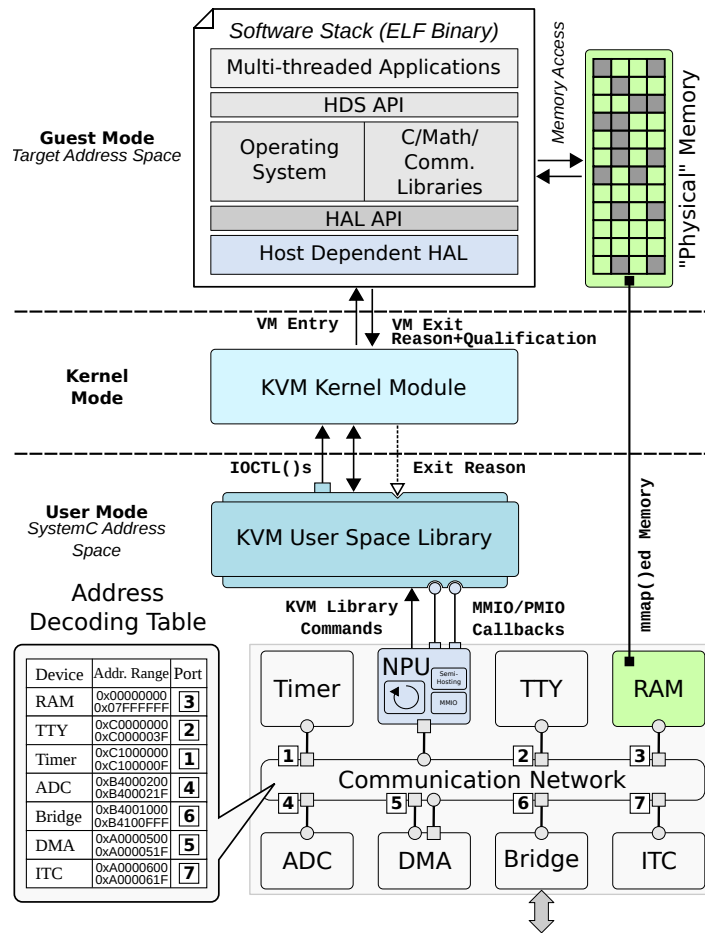 Software Stack (ELF Binary)
Multi-threaded Applications
HDS API
Operating
System
C/Math/
Comm.
Libraries
HAL API
Host Dependent HAL
Memory Access
"Physical" Memory
Guest Mode
Target Address Space
VM Entry
VM Exit
Reason+Qualification
Kernel
Mode
KVM Kernel Module
IOCTL()s
Exit Reason
User Mode
SystemC Address
Space
KVM User Space Library
mmap()ed Memory
KVM Library
Commands
MMIO/PMIO
Callbacks
Address
Decoding Table
Device Addr. Range Port
RAM 0x00000000 3
0x07FFFFFF
TTY 0xC0000000 2
0xC000003F
Timer 0xC1000000 1
0xC100000F
ADC 0xB4000200 4
0xB400021F
Bridge 0xB4001000 6
0xB4100FFF
DMA 0xA0000500 5
0xA000051F
ITC 0xA0000600 7
0xA000061F
Timer
NPU
Semi-
Hosting
MMIO
TTY
RAM
1
2
3
Communication Network
4
5
6
7
ADC
DMA
Bridge
ITC